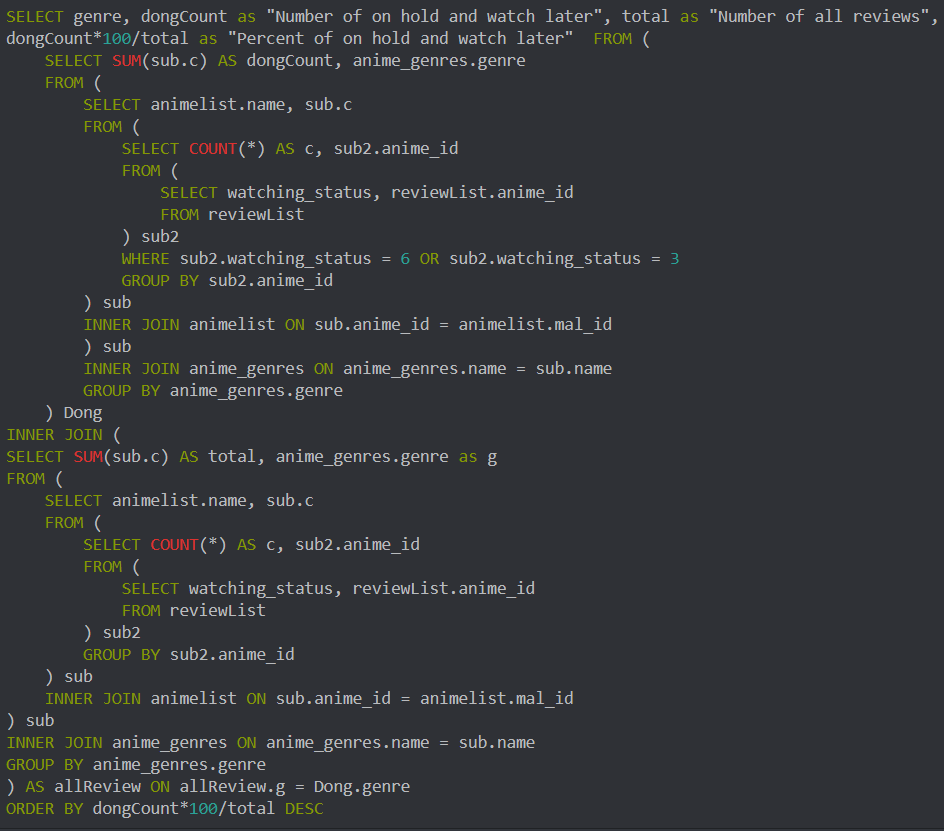 SELECT genre, dongCount as "Number of on hold and watch later", total as "Number of all reviews",
dongCount*100/total as "Percent of on hold and watch later"  FROM (
    SELECT SUM(sub.c) AS dongCount, anime_genres.genre
    FROM (
        SELECT animelist.name, sub.c
        FROM (
            SELECT COUNT(*) AS c, sub2.anime_id
            FROM (
                SELECT watching_status, reviewList.anime_id
                FROM reviewList
            ) sub2
            WHERE sub2.watching_status = 6 OR sub2.watching_status = 3
            GROUP BY sub2.anime_id
        ) sub
        INNER JOIN animelist ON sub.anime_id = animelist.mal_id
        ) sub
        INNER JOIN anime_genres ON anime_genres.name = sub.name
        GROUP BY anime_genres.genre
    ) Dong
INNER JOIN (
SELECT SUM(sub.c) AS total, anime_genres.genre as g
FROM (
    SELECT animelist.name, sub.c
    FROM (
        SELECT COUNT(*) AS c, sub2.anime_id
        FROM (
            SELECT watching_status, reviewList.anime_id
            FROM reviewList
        ) sub2
        GROUP BY sub2.anime_id
    ) sub
    INNER JOIN animelist ON sub.anime_id = animelist.mal_id
) sub
INNER JOIN anime_genres ON anime_genres.name = sub.name
GROUP BY anime_genres.genre
) AS allReview ON allReview.g = Dong.genre
ORDER BY dongCount*100/total DESC